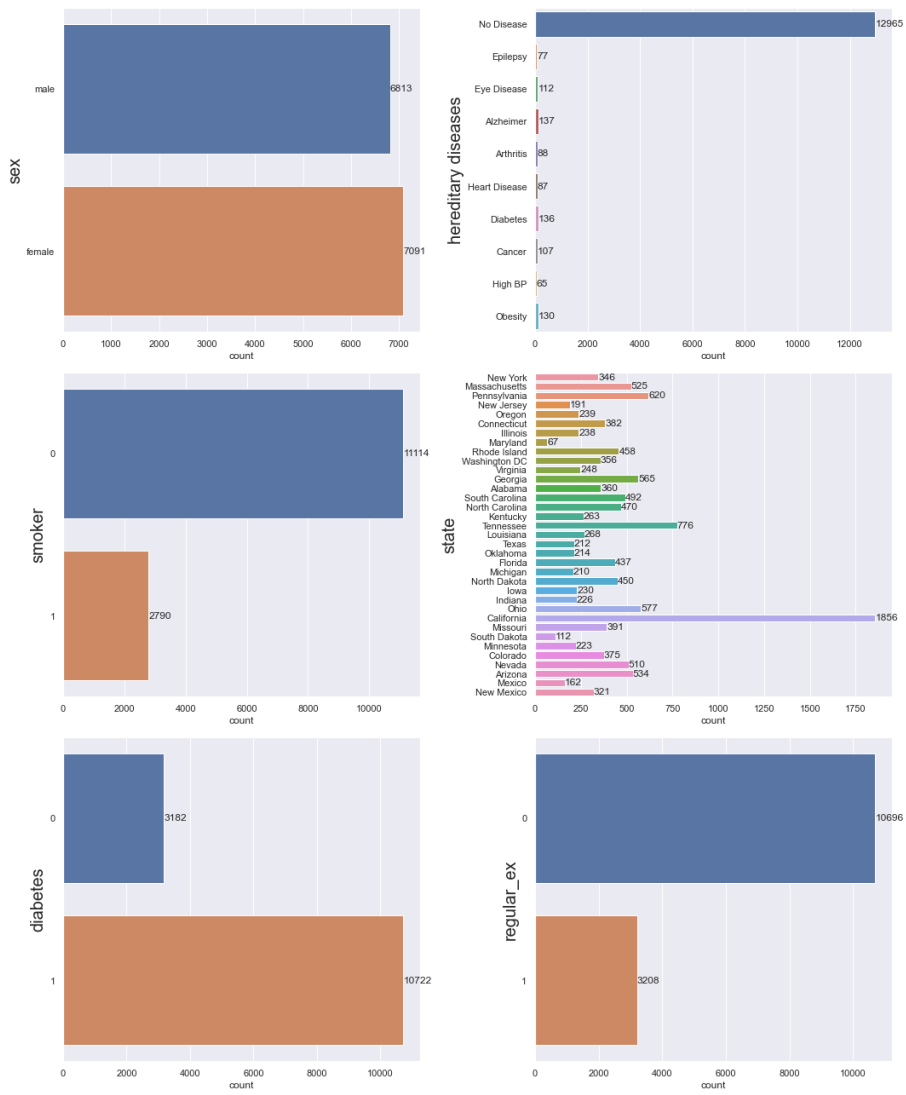 sex
male
6813
female
7091
0 1000 2000 3000 4000 5000 6000 7000
count
hereditary diseases
No Disease 12965
Epilepsy 77
Eye Disease 112
Alzheimer 137
Arthritis 88
Heart Disease 87
Diabetes 136
Cancer 107
High BP 65
Obesity 130
0 2000 4000 6000 8000 10000 12000
count
smoker
0 11114
1 2790
0 2000 4000 6000 8000 10000
count
state
New York 346
Massachusetts 525
Pennsylvania 620
New Jersey 191
Oregon 239
Connecticut 382
Illinois 238
Maryland 67
Rhode Island 458
Washington DC 356
Virginia 248
Georgia 565
Alabama 360
South Carolina 492
North Carolina 470
Kentucky 263
Tennessee 776
Louisiana 268
Texas 212
Oklahoma 214
Florida 437
Michigan 210
North Dakota 450
Iowa 230
Indiana 226
Ohio 577
California 1856
Missouri 391
South Dakota 112
Minnesota 223
Colorado 375
Nevada 510
Arizona 534
Mexico 162
New Mexico 321
0 250 500 750 1000 1250 1500 1750
count
diabetes
0 3182
1 10722
0 2000 4000 6000 8000 10000
count
regular_ex
0 10696
1 3208
0 2000 4000 6000 8000 10000
count